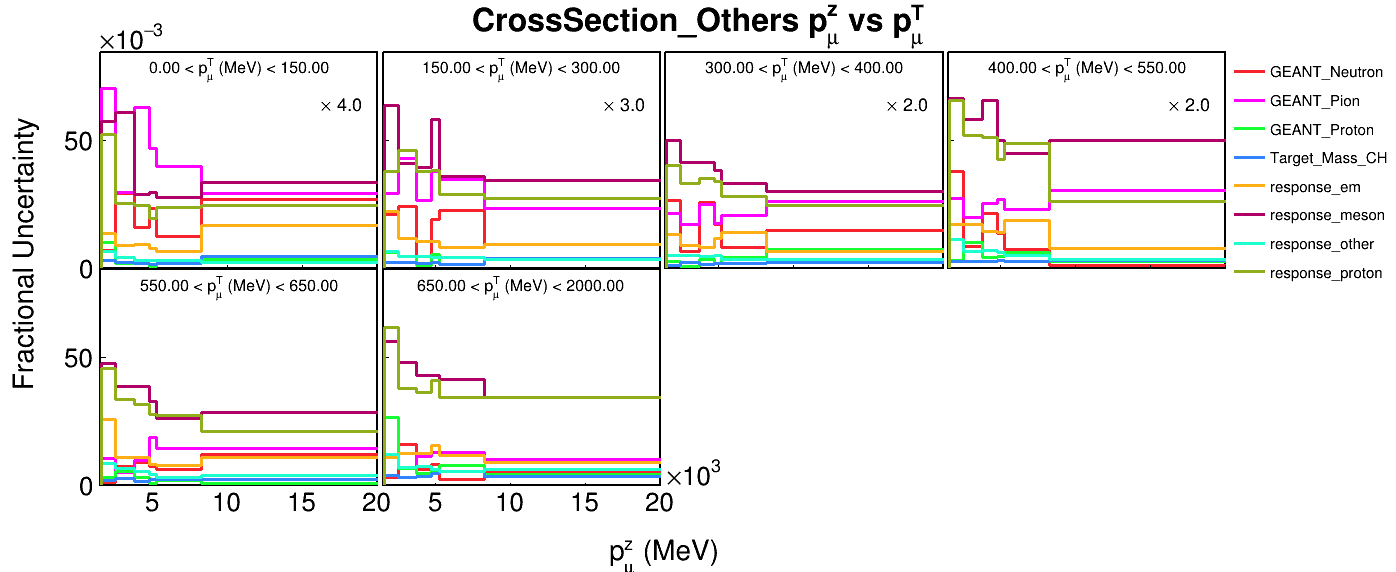 CrossSection_Others p^z_μ vs p^T_μ
×10^−3
0.00 < p^T_μ (MeV) < 150.00
× 4.0
150.00 < p^T_μ (MeV) < 300.00
× 3.0
300.00 < p^T_μ (MeV) < 400.00
× 2.0
400.00 < p^T_μ (MeV) < 550.00
× 2.0
GEANT_Neutron
GEANT_Pion
GEANT_Proton
Target_Mass_CH
response_em
response_meson
response_other
response_proton
50
0
Fractional Uncertainty
550.00 < p^T_μ (MeV) < 650.00
650.00 < p^T_μ (MeV) < 2000.00
50
0
5 10 15 20
5 10 15 20
×10^3
p^z_μ (MeV)